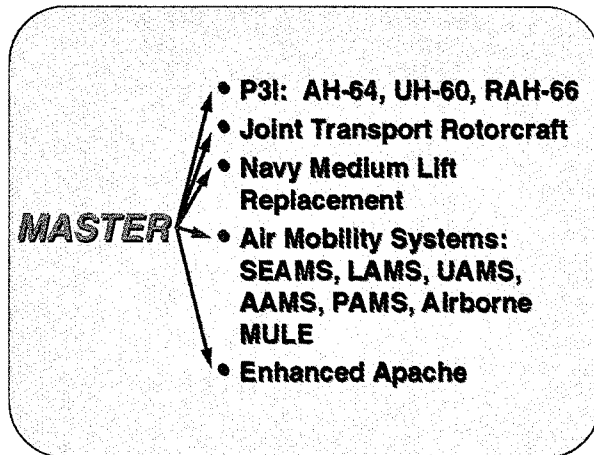 MASTER
• P3I: AH-64, UH-60, RAH-66
• Joint Transport Rotorcraft
• Navy Medium Lift
Replacement
• Air Mobility Systems:
SEAMS, LAMS, UAMS,
AAMS, PAMS, Airborne
MULE
• Enhanced Apache